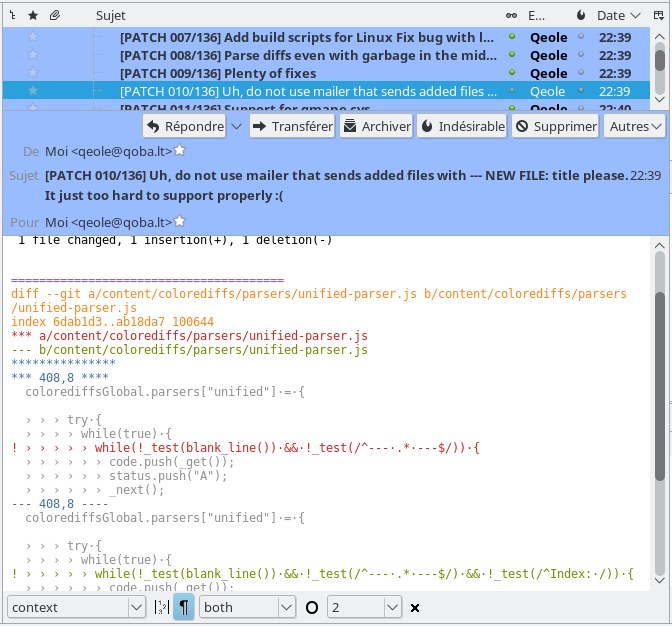 Sujet E... Date
[PATCH 007/136] Add build scripts for Linux Fix bug with l... Qeole 22:39
[PATCH 008/136] Parse diffs even with garbage in the mid... Qeole 22:39
[PATCH 009/136] Plenty of fixes Qeole 22:39
[PATCH 010/136] Uh, do not use mailer that sends added files ... Qeole 22:39
[PATCH 011/136] Support for gmane cvs Qeole 22:40
Répondre Transférer Archiver Indésirable Supprimer Autres
De Moi <qeole@qoba.lt>
Sujet [PATCH 010/136] Uh, do not use mailer that sends added files with --- NEW FILE: title please. 22:39
It just too hard to support properly :(
Pour Moi <qeole@qoba.lt>
1 file changed, 1 insertion(+), 1 deletion(-)
=======================================
diff --git a/content/colorediffs/parsers/unified-parser.js b/content/colorediffs/parsers
/unified-parser.js
index 6dab1d3..ab18da7 100644
*** a/content/colorediffs/parsers/unified-parser.js
--- b/content/colorediffs/parsers/unified-parser.js
***************
*** 408,8 ****
colorediffsGlobal.parsers["unified"]·=·{
› › › try·{
› › › › while(true)·{
! › › › › › while(!_test(blank_line())·&&·!_test(/^---·.*·---$/))·{
› › › › › › code.push(_get());
› › › › › › status.push("A");
› › › › › › _next();
--- 408,8 ----
colorediffsGlobal.parsers["unified"]·=·{
› › › try·{
› › › › while(true)·{
! › › › › › while(!_test(blank_line())·&&·!_test(/^---·.*·---$/)·&&·!_test(/^Index:·/))·{
› › › › › › code.push(_get());
context ¶ both 2